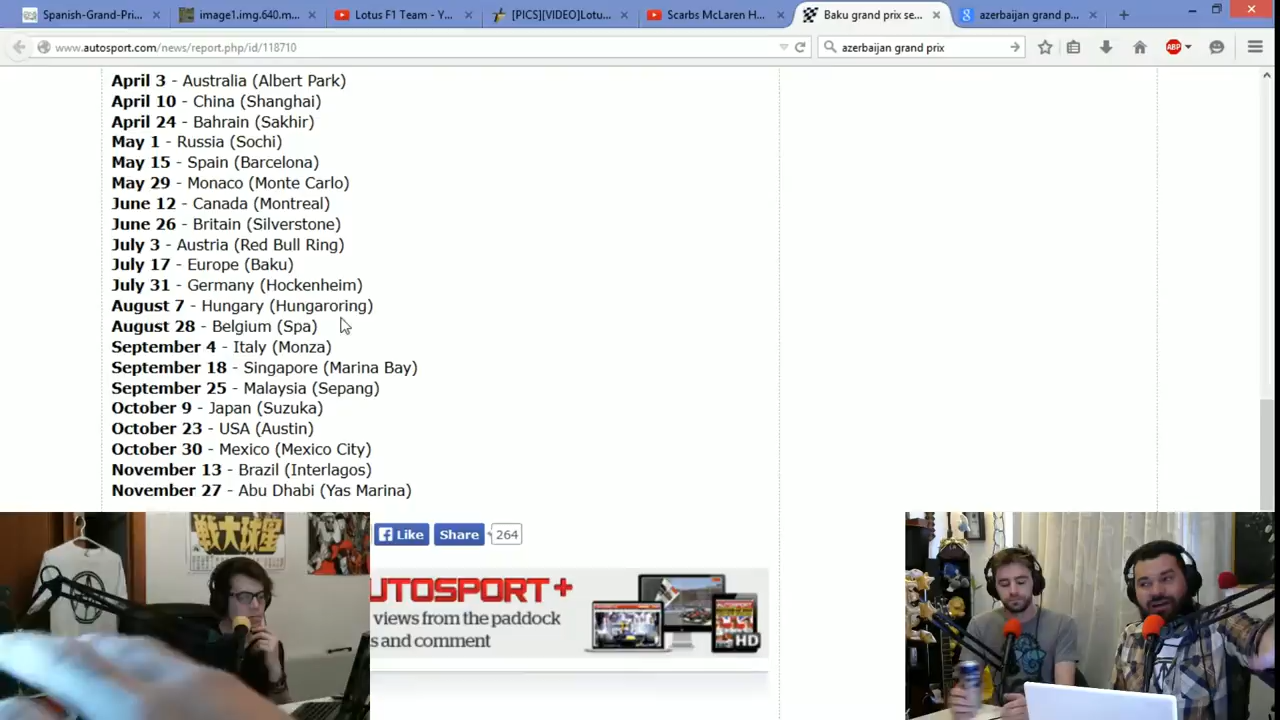 Spanish-Grand-Pri...
image1.img.640.m...
Lotus F1 Team - Y...
[PICS][VIDEO]Lotu...
Scarbs McLaren H...
Baku grand prix se...
azerbaijan grand p...
www.autosport.com/news/report.php/id/118710
azerbaijan grand prix
ABP
April 3 - Australia (Albert Park)
April 10 - China (Shanghai)
April 24 - Bahrain (Sakhir)
May 1 - Russia (Sochi)
May 15 - Spain (Barcelona)
May 29 - Monaco (Monte Carlo)
June 12 - Canada (Montreal)
June 26 - Britain (Silverstone)
July 3 - Austria (Red Bull Ring)
July 17 - Europe (Baku)
July 31 - Germany (Hockenheim)
August 7 - Hungary (Hungaroring)
August 28 - Belgium (Spa)
September 4 - Italy (Monza)
September 18 - Singapore (Marina Bay)
September 25 - Malaysia (Sepang)
October 9 - Japan (Suzuka)
October 23 - USA (Austin)
October 30 - Mexico (Mexico City)
November 13 - Brazil (Interlagos)
November 27 - Abu Dhabi (Yas Marina)
Like Share 264
UTOSPORT+
views from the paddock
s and comment
HD
戦大球星